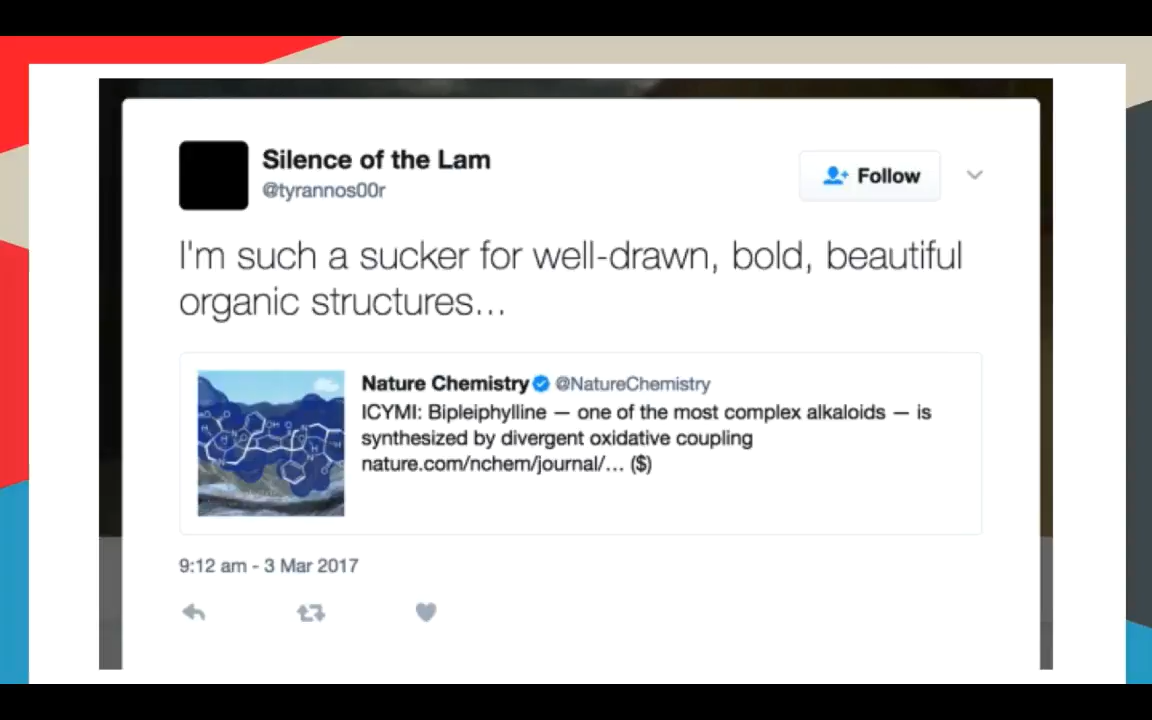 Silence of the Lam
@tyrannos00r
Follow
I'm such a sucker for well-drawn, bold, beautiful
organic structures...
Nature Chemistry @NatureChemistry
ICYMI: Bipleiphylline — one of the most complex alkaloids — is
synthesized by divergent oxidative coupling
nature.com/nchem/journal/... ($)
9:12 am - 3 Mar 2017